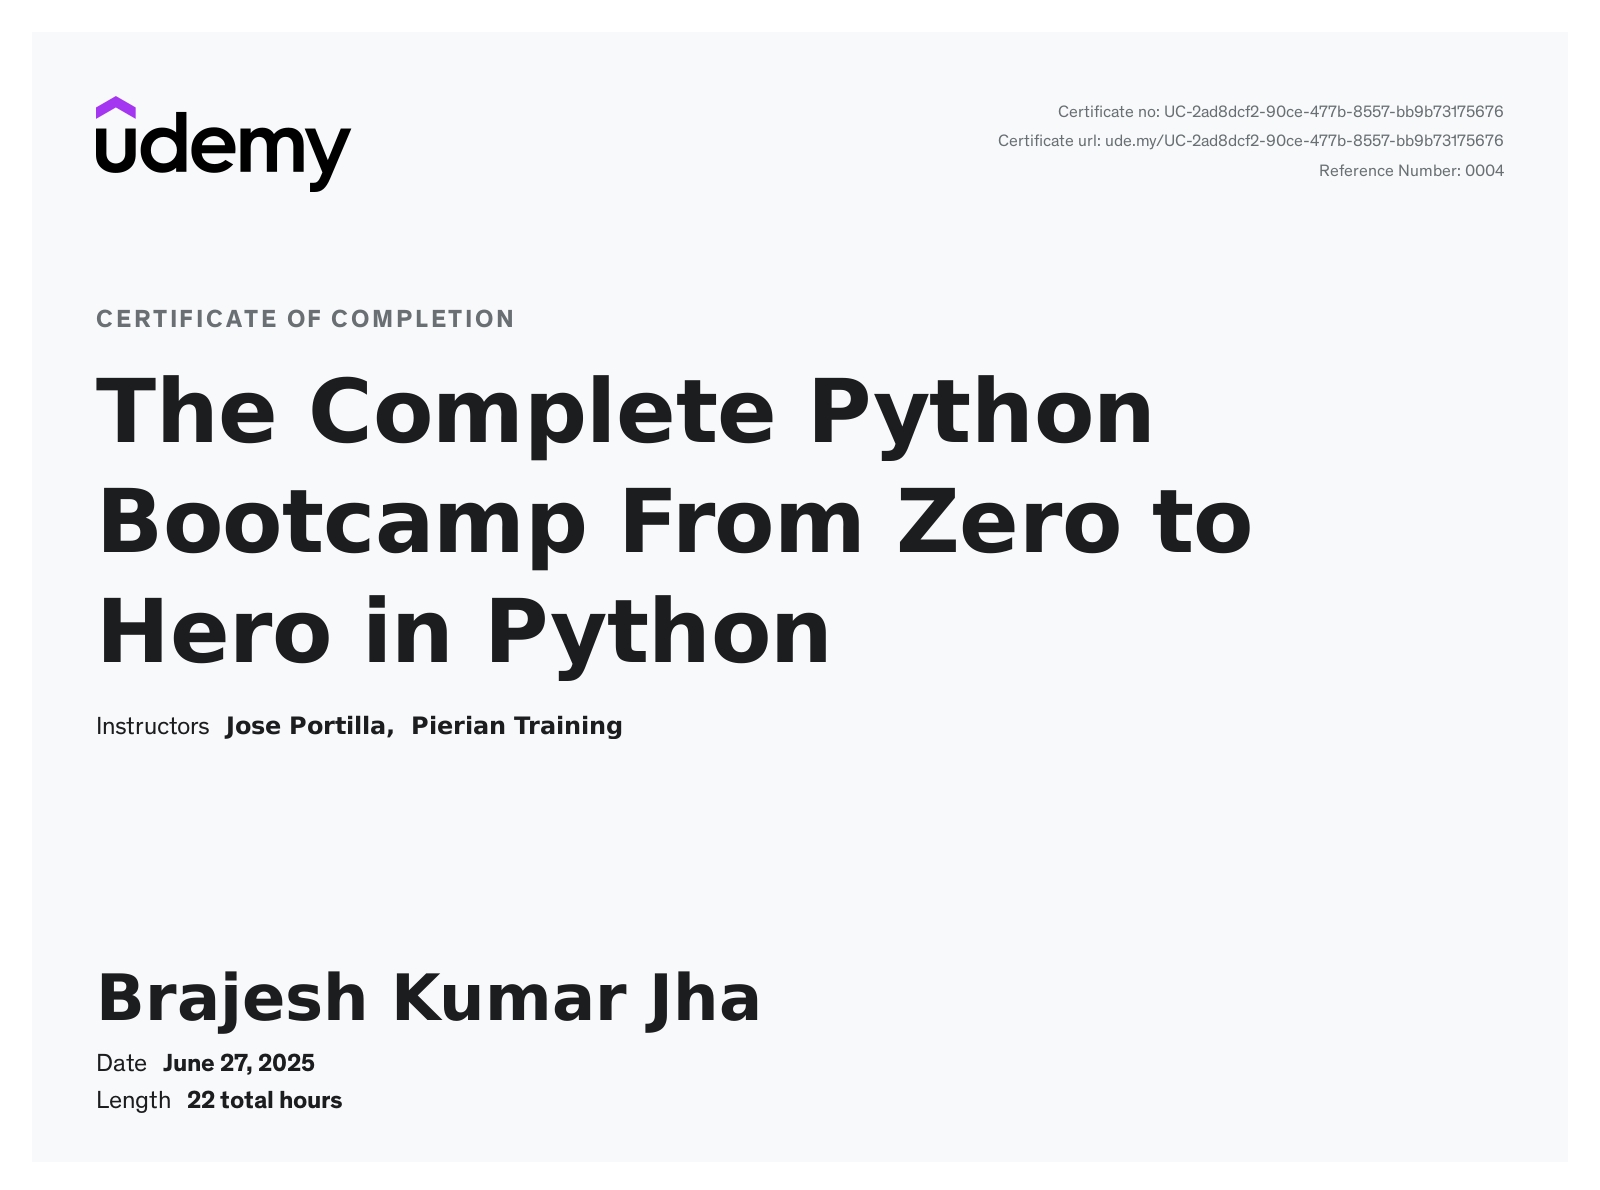 udemy
Certificate no: UC-2ad8dcf2-90ce-477b-8557-bb9b73175676
Certificate url: ude.my/UC-2ad8dcf2-90ce-477b-8557-bb9b73175676
Reference Number: 0004
CERTIFICATE OF COMPLETION
The Complete Python
Bootcamp From Zero to
Hero in Python
Instructors Jose Portilla, Pierian Training
Brajesh Kumar Jha
Date June 27, 2025
Length 22 total hours